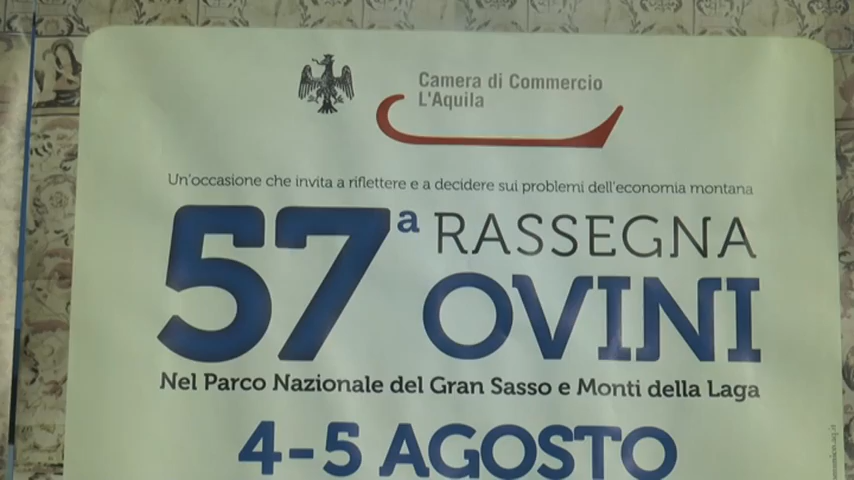 Camera di Commercio
L'Aquila
Un'occasione che invita a riflettere e a decidere sui problemi dell'economia montana
57ª RASSEGNA
OVINI
Nel Parco Nazionale del Gran Sasso e Monti della Laga
4-5 AGOSTO